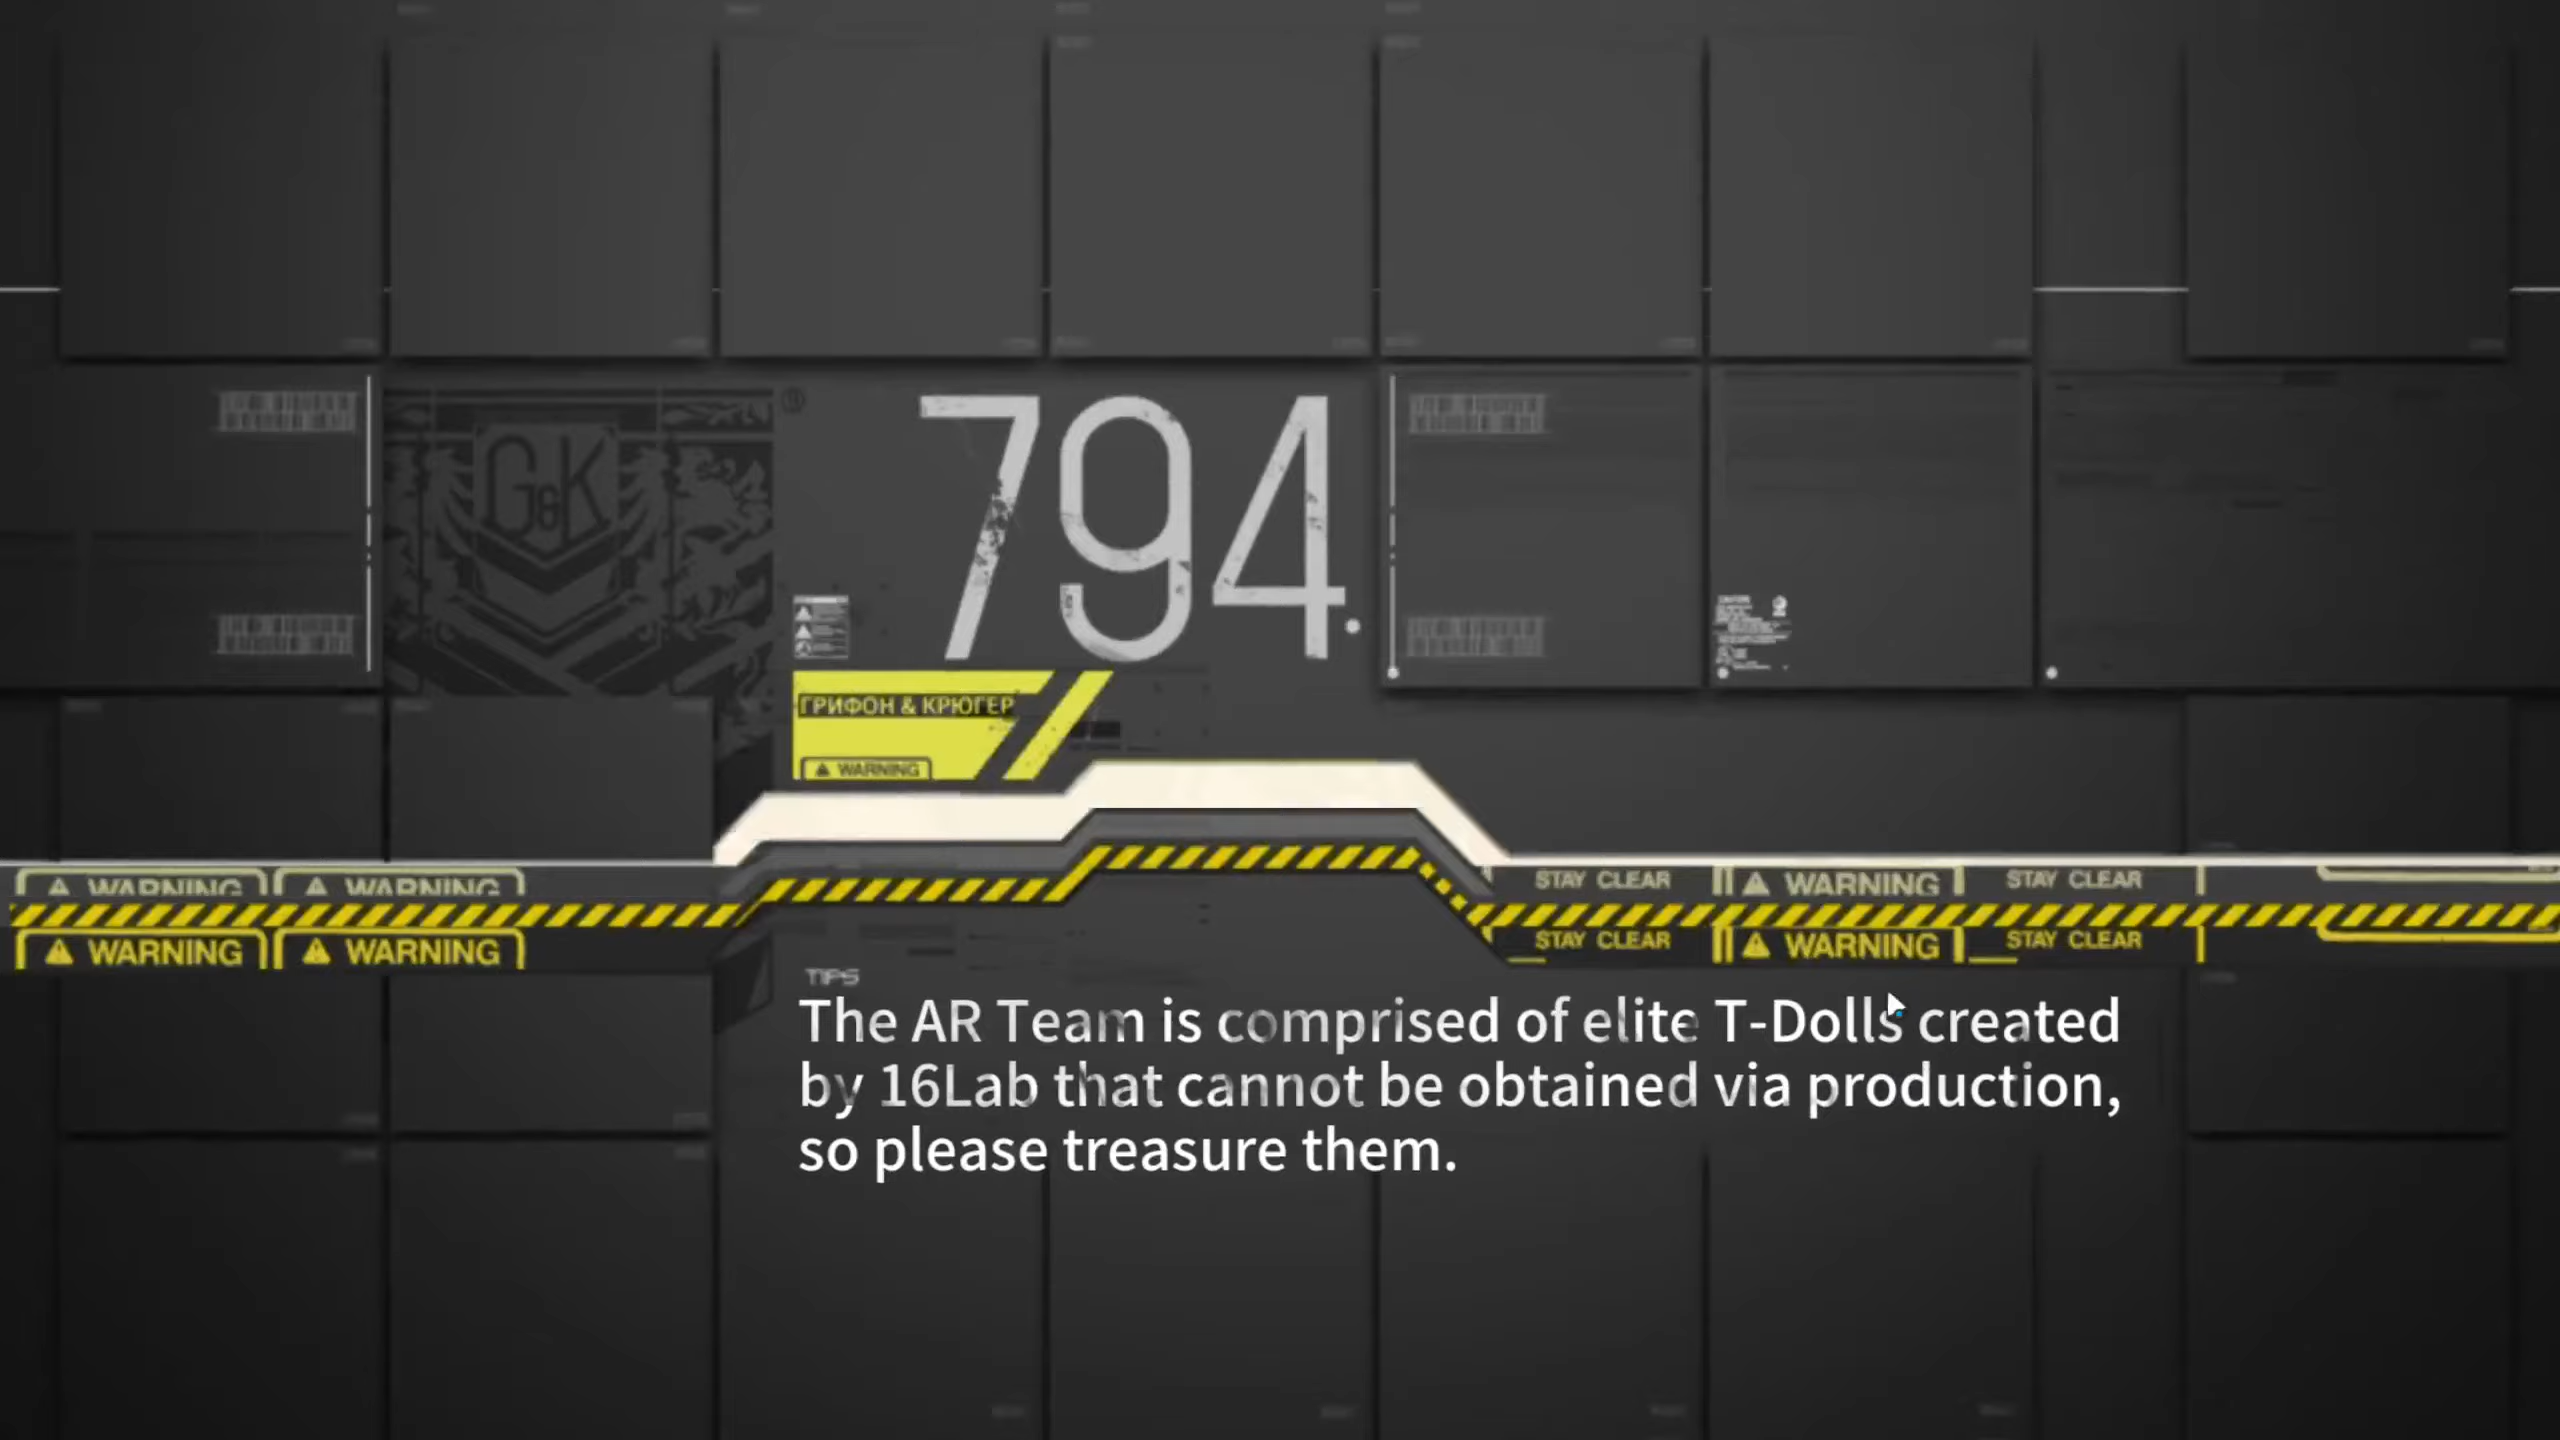 G&K
794.
ГРИФОН & КРЮГЕР
WARNING
WARNING WARNING STAY CLEAR WARNING STAY CLEAR
WARNING WARNING STAY CLEAR WARNING STAY CLEAR
TIPS
The AR Team is comprised of elite T-Dolls created
by 16Lab that cannot be obtained via production,
so please treasure them.